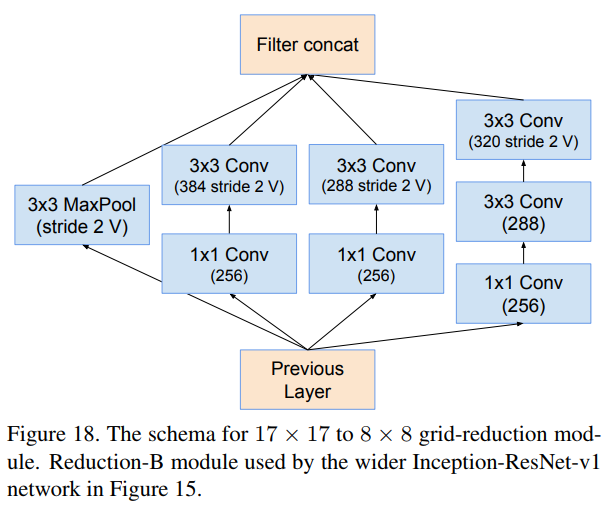 Filter concat
3x3 Conv
(320 stride 2 V)
3x3 Conv
(384 stride 2 V)
3x3 Conv
(288 stride 2 V)
3x3 MaxPool
(stride 2 V)
3x3 Conv
(288)
1x1 Conv
(256)
1x1 Conv
(256)
1x1 Conv
(256)
Previous
Layer
Figure 18. The schema for 17 × 17 to 8 × 8 grid-reduction mod-
ule. Reduction-B module used by the wider Inception-ResNet-v1
network in Figure 15.